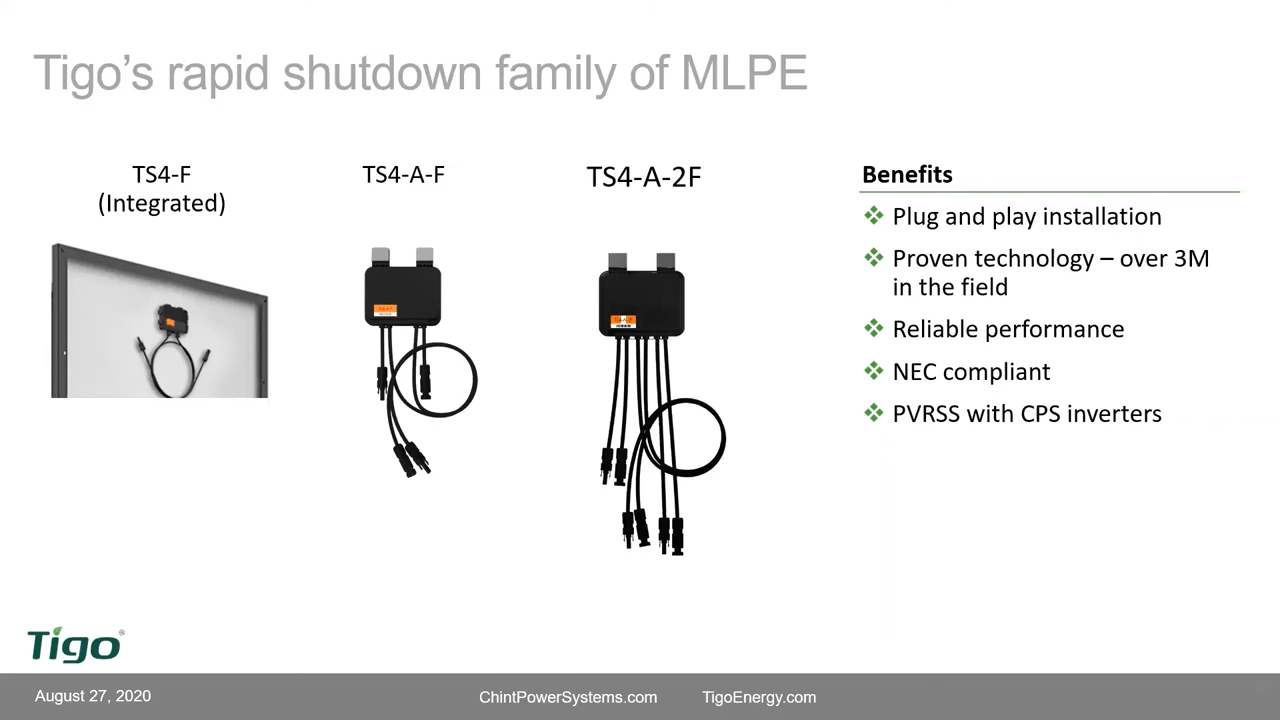 Tigo's rapid shutdown family of MLPE
TS4-F
(Integrated)
TS4-A-F
TS4-A-2F
Benefits
Plug and play installation
Proven technology – over 3M
in the field
Reliable performance
NEC compliant
PVRSS with CPS inverters
Tigo®
August 27, 2020
ChintPowerSystems.com
TigoEnergy.com